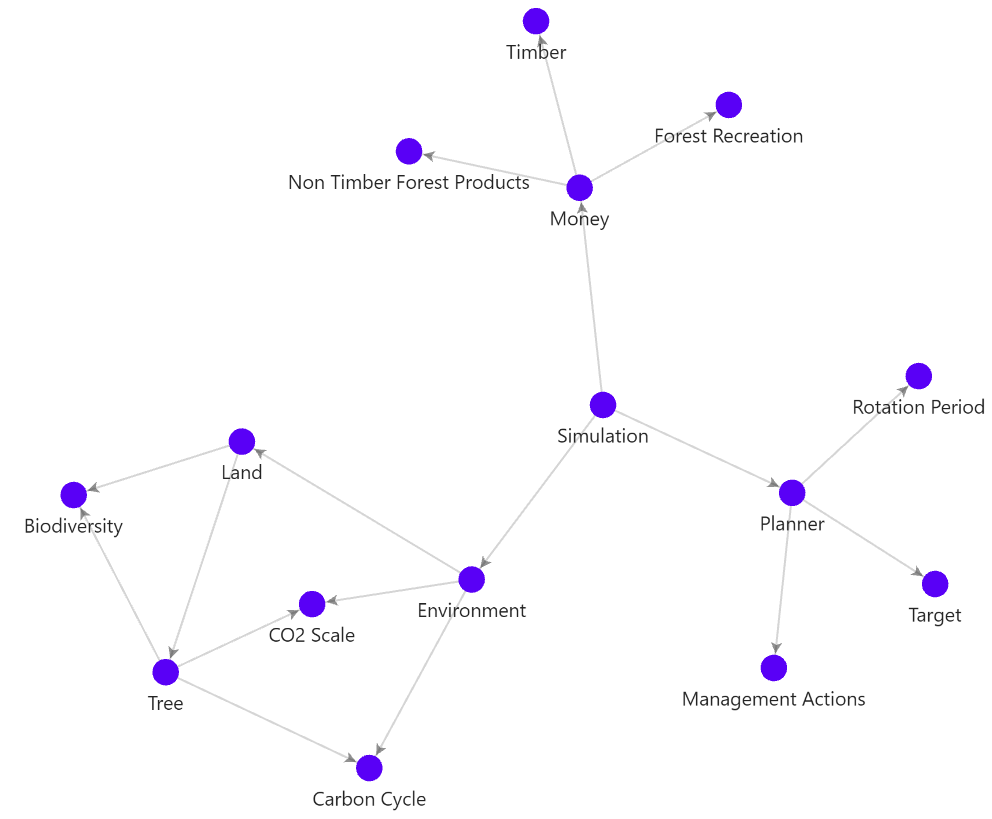 Timber
Forest Recreation
Non Timber Forest Products
Money
Rotation Period
Simulation
Land
Biodiversity
Planner
Environment
Target
CO2 Scale
Management Actions
Tree
Carbon Cycle